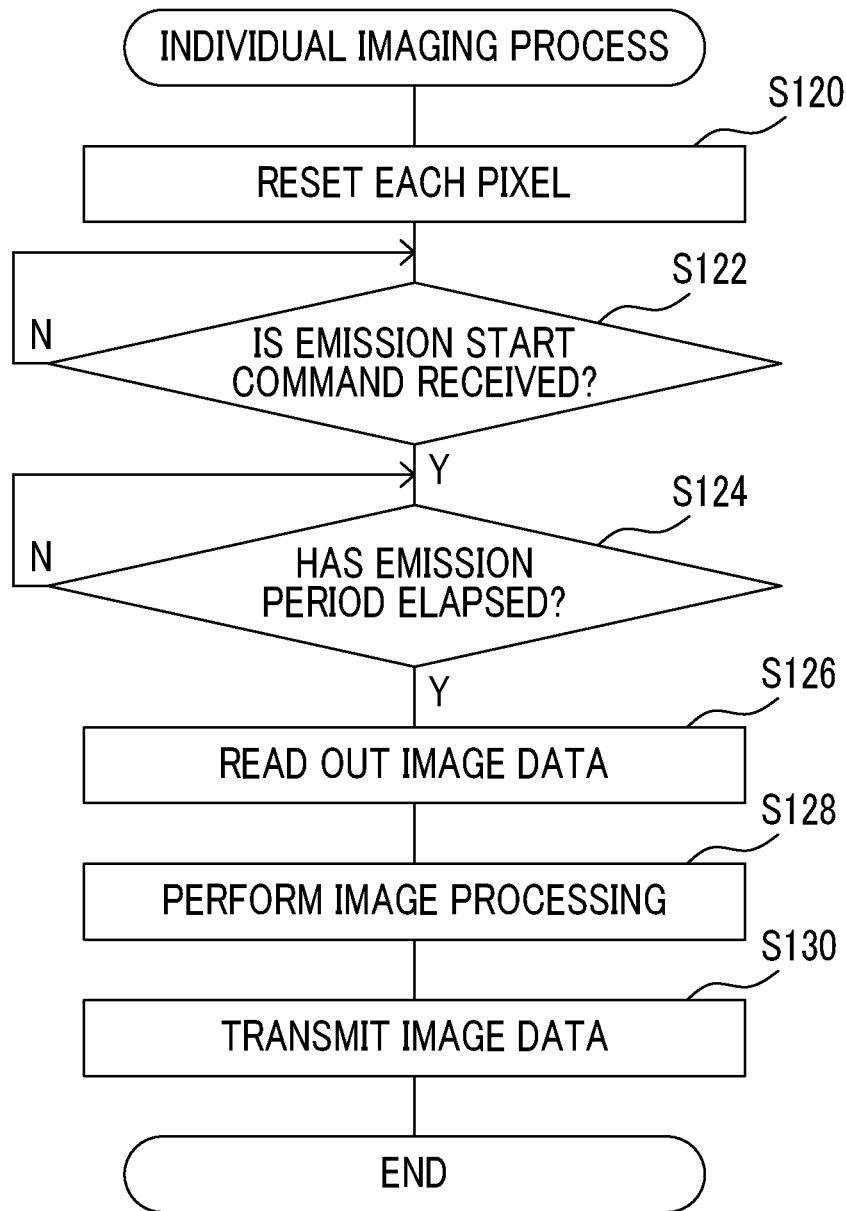 INDIVIDUAL IMAGING PROCESS
S120
RESET EACH PIXEL
S122
N
IS EMISSION START
COMMAND RECEIVED?
Y
S124
N
HAS EMISSION
PERIOD ELAPSED?
Y
S126
READ OUT IMAGE DATA
S128
PERFORM IMAGE PROCESSING
S130
TRANSMIT IMAGE DATA
END